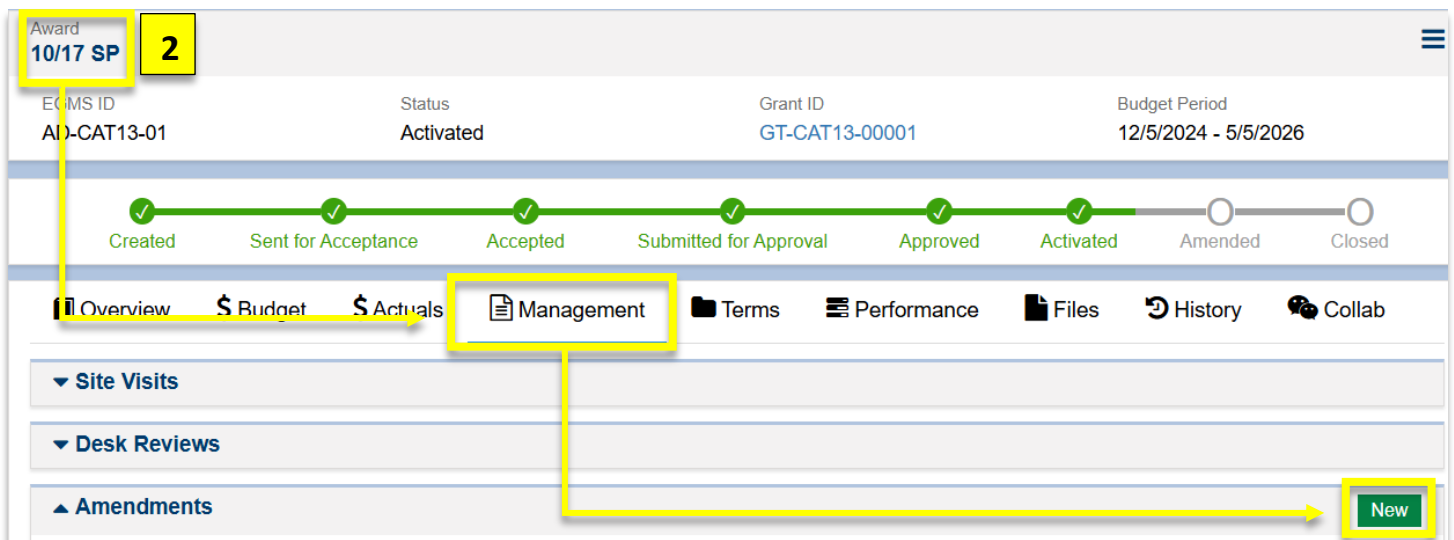 Award
10/17 SP
2
EGMS ID Status Grant ID Budget Period
AD-CAT13-01 Activated GT-CAT13-00001 12/5/2024 - 5/5/2026
Created Sent for Acceptance Accepted Submitted for Approval Approved Activated Amended Closed
Overview $ Budget $ Actuals Management Terms Performance Files History Collab
Site Visits
Desk Reviews
Amendments New